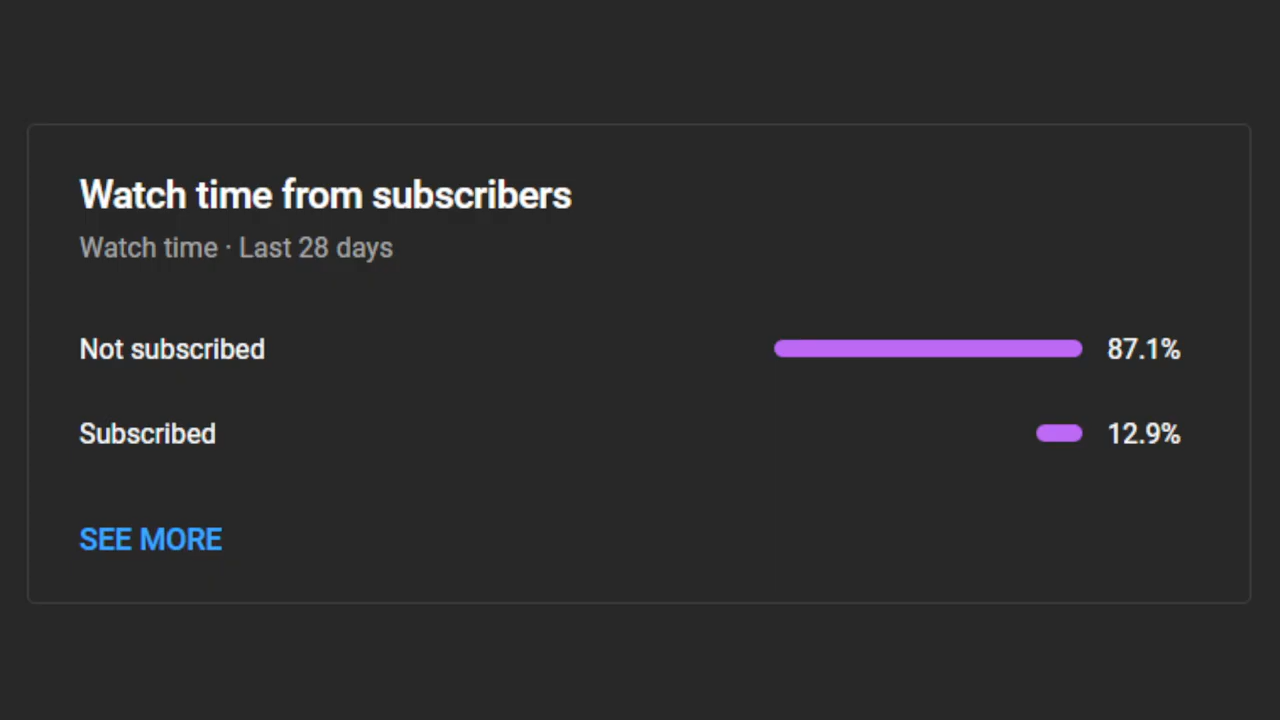 Watch time from subscribers
Watch time · Last 28 days
Not subscribed 87.1%
Subscribed 12.9%
SEE MORE